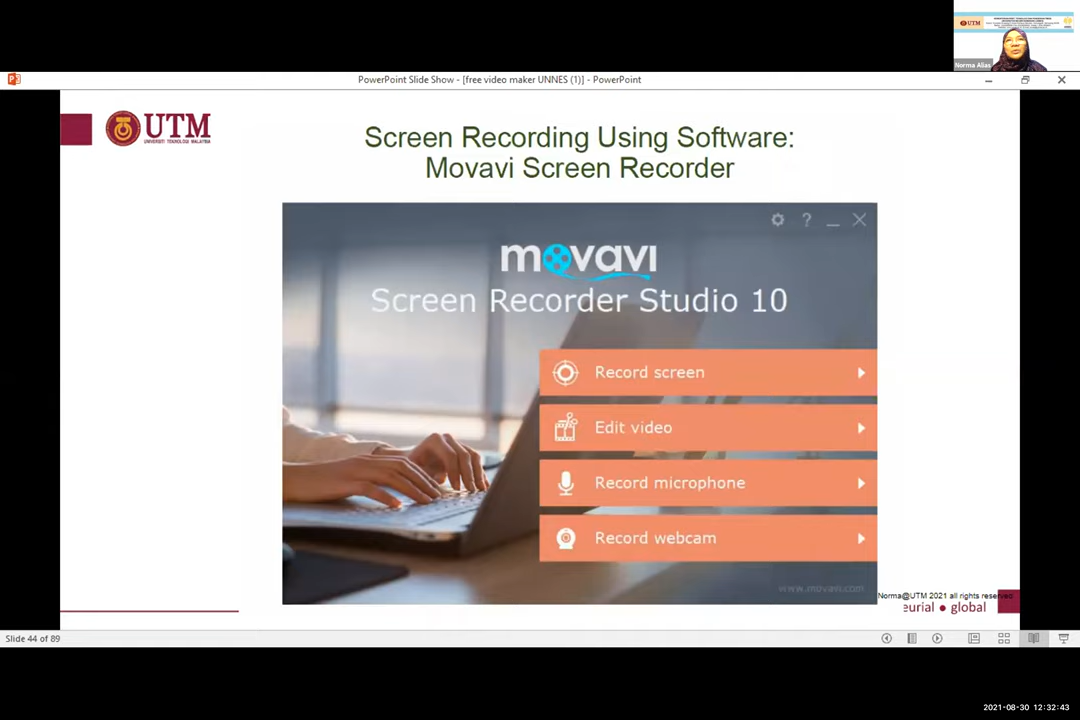 UTM
Norma Alias
PowerPoint Slide Show - [free video maker UNNES (1)] - PowerPoint
UTM
UNIVERSITI TEKNOLOGI MALAYSIA
Screen Recording Using Software:
Movavi Screen Recorder
movavi
Screen Recorder Studio 10
Record screen
Edit video
Record microphone
Record webcam
www.movavi.com
Norma@UTM 2021 all rights reserved
eurial ● global
Slide 44 of 89
2021-08-30 12:32:43